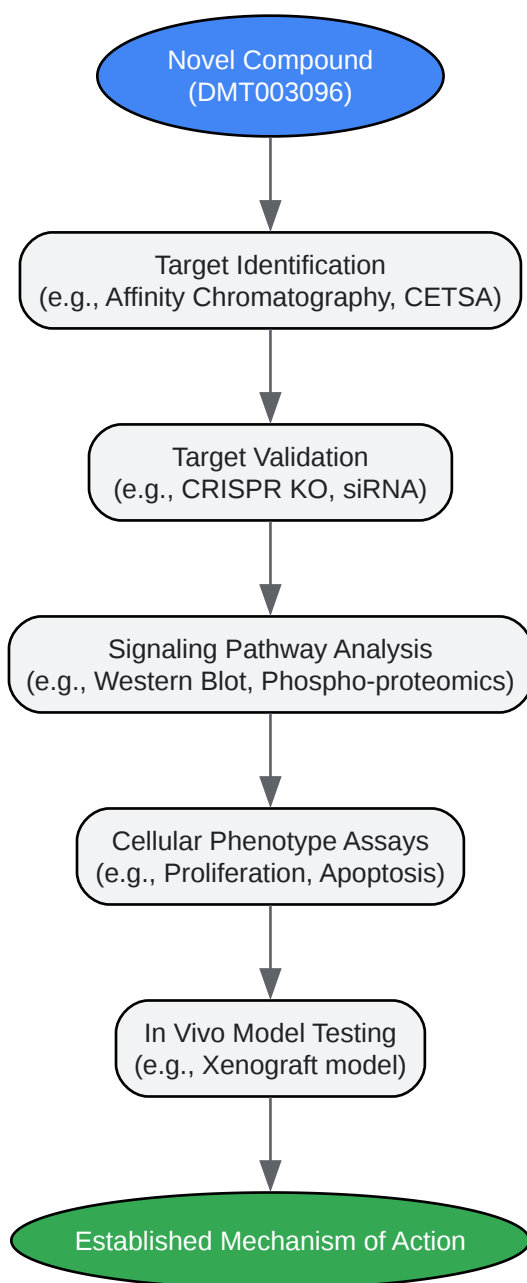 Novel Compound
(DMT003096)
Target Identification
(e.g., Affinity Chromatography, CETSA)
Target Validation
(e.g., CRISPR KO, siRNA)
Signaling Pathway Analysis
(e.g., Western Blot, Phospho-proteomics)
Cellular Phenotype Assays
(e.g., Proliferation, Apoptosis)
In Vivo Model Testing
(e.g., Xenograft model)
Established Mechanism of Action